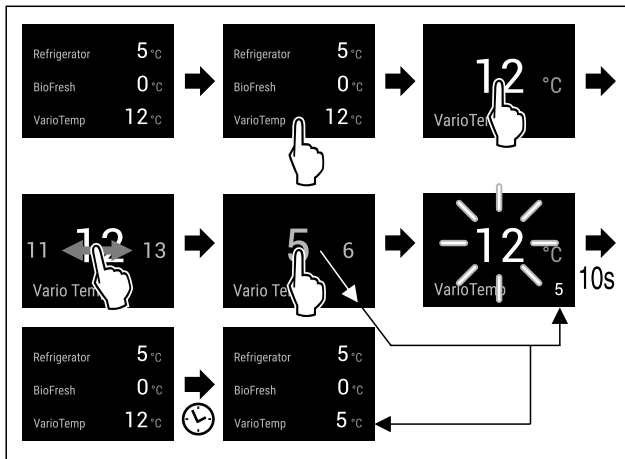 Refrigerator 5 °C
BioFresh 0 °C
VarioTemp 12 °C
Refrigerator 5 °C
BioFresh 0 °C
VarioTemp 12 °C
12 °C
VarioTemp
11 12 13
Vario Temp
5 6
Vario Te
12 °C
VarioTemp 5
10s
Refrigerator 5 °C
BioFresh 0 °C
VarioTemp 12 °C
Refrigerator 5 °C
BioFresh 0 °C
VarioTemp 5 °C